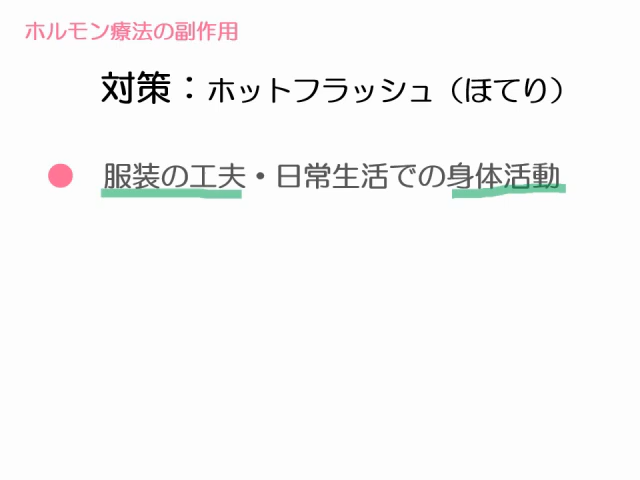 ホルモン療法の副作用
対策：ホットフラッシュ（ほてり）
服装の工夫・日常生活での身体活動